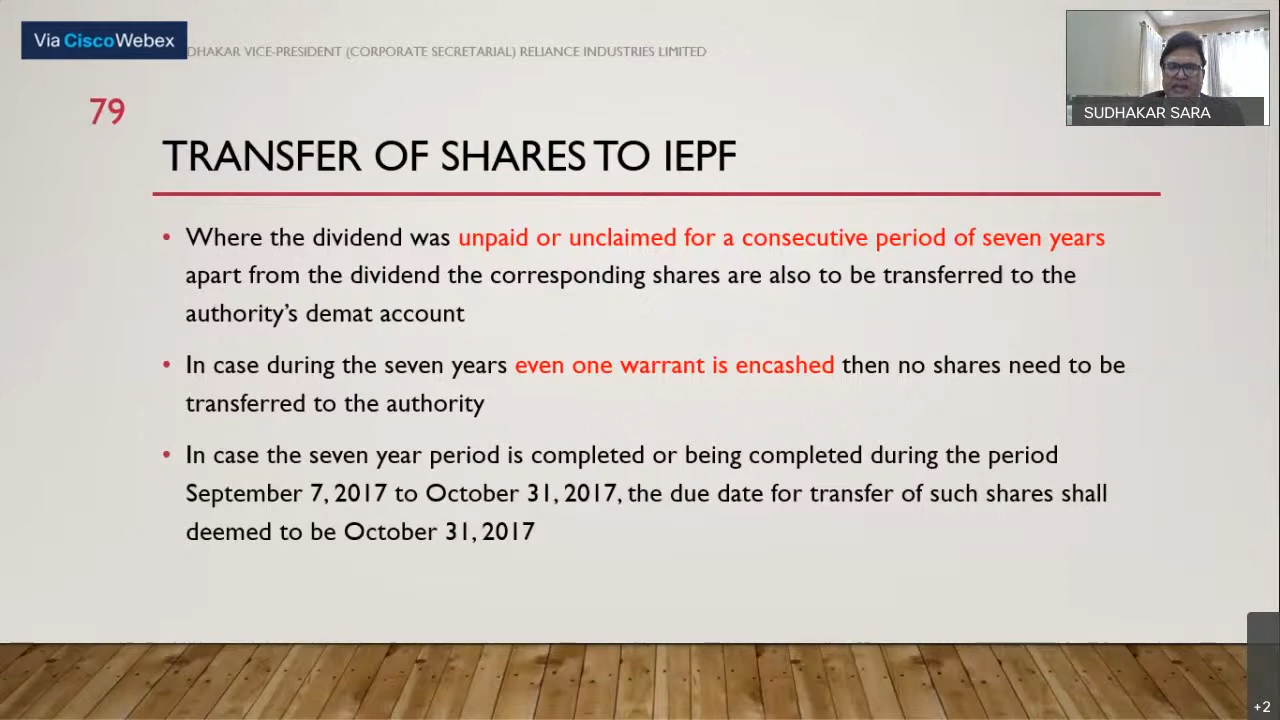 Via CiscoWebex
DHAKAR VICE-PRESIDENT (CORPORATE SECRETARIAL) RELIANCE INDUSTRIES LIMITED
SUDHAKAR SARA
79
TRANSFER OF SHARES TO IEPF
• Where the dividend was unpaid or unclaimed for a consecutive period of seven years
apart from the dividend the corresponding shares are also to be transferred to the
authority’s demat account
• In case during the seven years even one warrant is encashed then no shares need to be
transferred to the authority
• In case the seven year period is completed or being completed during the period
September 7, 2017 to October 31, 2017, the due date for transfer of such shares shall
deemed to be October 31, 2017
+2